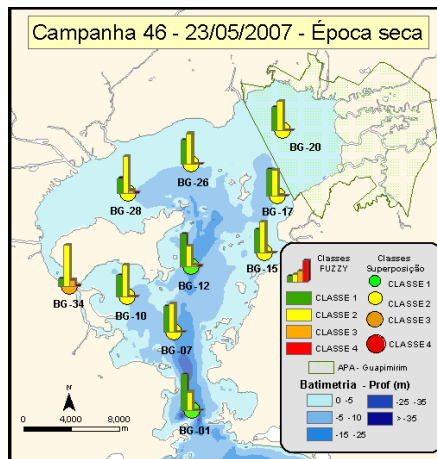 Campanha 46 - 23/05/2007 - Época seca
BG-20
BG-26
BG-28
BG-17
BG-15
BG-12
BG-34
BG-10
BG-07
BG-01
N
0 4,000 8,000
m
Classes FUZZY
CLASSE 1
CLASSE 2
CLASSE 3
CLASSE 4
Classes Superposição
CLASSE 1
CLASSE 2
CLASSE 3
CLASSE 4
APA - Guapimirim
Batimetria - Prof (m)
0 -5
-5 -10
-15 -25
-25 -35
>-35